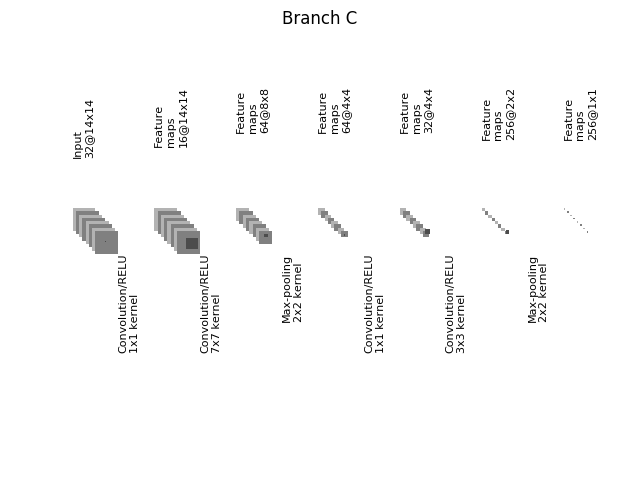 Branch C
Input
32@14x14
Feature
maps
16@14x14
Feature
maps
64@8x8
Feature
maps
64@4x4
Feature
maps
32@4x4
Feature
maps
256@2x2
Feature
maps
256@1x1
Convolution/RELU
1x1 kernel
Convolution/RELU
7x7 kernel
Max-pooling
2x2 kernel
Convolution/RELU
1x1 kernel
Convolution/RELU
3x3 kernel
Max-pooling
2x2 kernel